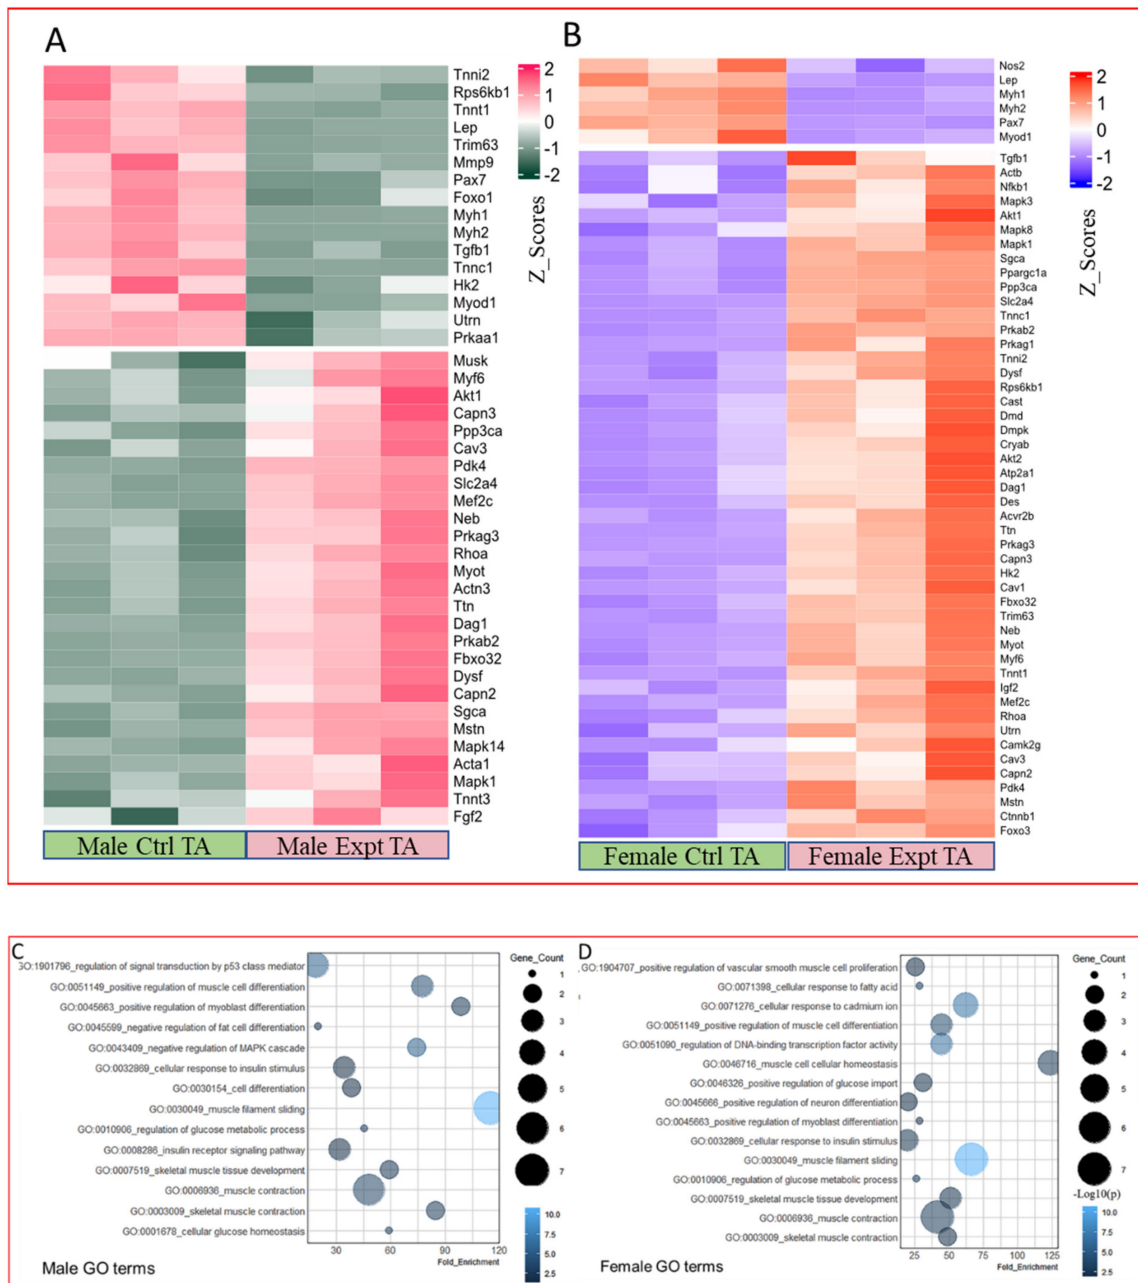 A
Tnni2
Rps6kb1
Tnnt1
Lep
Trim63
Mmp9
Pax7
Foxo1
Myh1
Myh2
Tgfb1
Tnnc1
Hk2
Myod1
Utrn
Prkaa1
Musk
Myf6
Akt1
Capn3
Ppp3ca
Cav3
Pdk4
Slc2a4
Mef2c
Neb
Prkag3
Rhoa
Myot
Actn3
Ttn
Dag1
Prkab2
Fbxo32
Dysf
Capn2
Sgca
Mstn
Mapk14
Acta1
Mapk1
Tnnt3
Fgf2
2
1
0
-1
-2
Z_Scores
Male Ctrl TA
Male Expt TA
B
Nos2
Lep
Myh1
Myh2
Pax7
Myod1
Tgfb1
Actb
Nfkb1
Mapk3
Akt1
Mapk8
Mapk1
Sgca
Ppargc1a
Ppp3ca
Slc2a4
Tnnc1
Prkab2
Prkag1
Tnni2
Dysf
Rps6kb1
Cast
Dmd
Dmpk
Cryab
Akt2
Atp2a1
Dag1
Des
Acvr2b
Ttn
Prkag3
Capn3
Hk2
Cav1
Fbxo32
Trim63
Neb
Myot
Myf6
Tnnt1
Igf2
Mef2c
Rhoa
Utrn
Camk2g
Cav3
Capn2
Pdk4
Mstn
Ctnnb1
Foxo3
2
1
0
-1
-2
Z_Scores
Female Ctrl TA
Female Expt TA
C
GO:1901796_regulation of signal transduction by p53 class mediator
GO:0051149_positive regulation of muscle cell differentiation
GO:0045663_positive regulation of myoblast differentiation
GO:0045599_negative regulation of fat cell differentiation
GO:0043409_negative regulation of MAPK cascade
GO:0032869_cellular response to insulin stimulus
GO:0030154_cell differentiation
GO:0030049_muscle filament sliding
GO:0010906_regulation of glucose metabolic process
GO:0008286_insulin receptor signaling pathway
GO:0007519_skeletal muscle tissue development
GO:0006936_muscle contraction
GO:0003009_skeletal muscle contraction
GO:0001678_cellular glucose homeostasis
30 60 90 120
Fold_Enrichment
Male GO terms
Gene_Count
1
2
3
4
5
6
7
10.0
7.5
5.0
2.5
D
GO:1904707_positive regulation of vascular smooth muscle cell proliferation
GO:0071398_cellular response to fatty acid
GO:0071276_cellular response to cadmium ion
GO:0051149_positive regulation of muscle cell differentiation
GO:0051090_regulation of DNA-binding transcription factor activity
GO:0046716_muscle cell cellular homeostasis
GO:0046326_positive regulation of glucose import
GO:0045666_positive regulation of neuron differentiation
GO:0045663_positive regulation of myoblast differentiation
GO:0032869_cellular response to insulin stimulus
GO:0030049_muscle filament sliding
GO:0010906_regulation of glucose metabolic process
GO:0007519_skeletal muscle tissue development
GO:0006936_muscle contraction
GO:0003009_skeletal muscle contraction
25 50 75 100 125
Fold_Enrichment
Female GO terms
Gene_Count
1
2
3
4
5
6
7
-Log10(p)
10.0
7.5
5.0
2.5